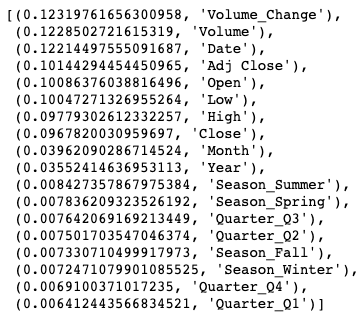 [(0.12319761656300958, 'Volume_Change'),
(0.1228502721615319, 'Volume'),
(0.12214497555091687, 'Date'),
(0.10144294454450965, 'Adj Close'),
(0.10086376038816496, 'Open'),
(0.10047271326955264, 'Low'),
(0.09779302612332257, 'High'),
(0.0967820030959697, 'Close'),
(0.03962090286714524, 'Month'),
(0.03552414636953113, 'Year'),
(0.008427357867975384, 'Season_Summer'),
(0.007836209323526192, 'Season_Spring'),
(0.007642069169213449, 'Quarter_Q3'),
(0.007501703547046374, 'Quarter_Q2'),
(0.007330710499917973, 'Season_Fall'),
(0.0072471079901085525, 'Season_Winter'),
(0.0069100371017235, 'Quarter_Q4'),
(0.006412443566834521, 'Quarter_Q1')]